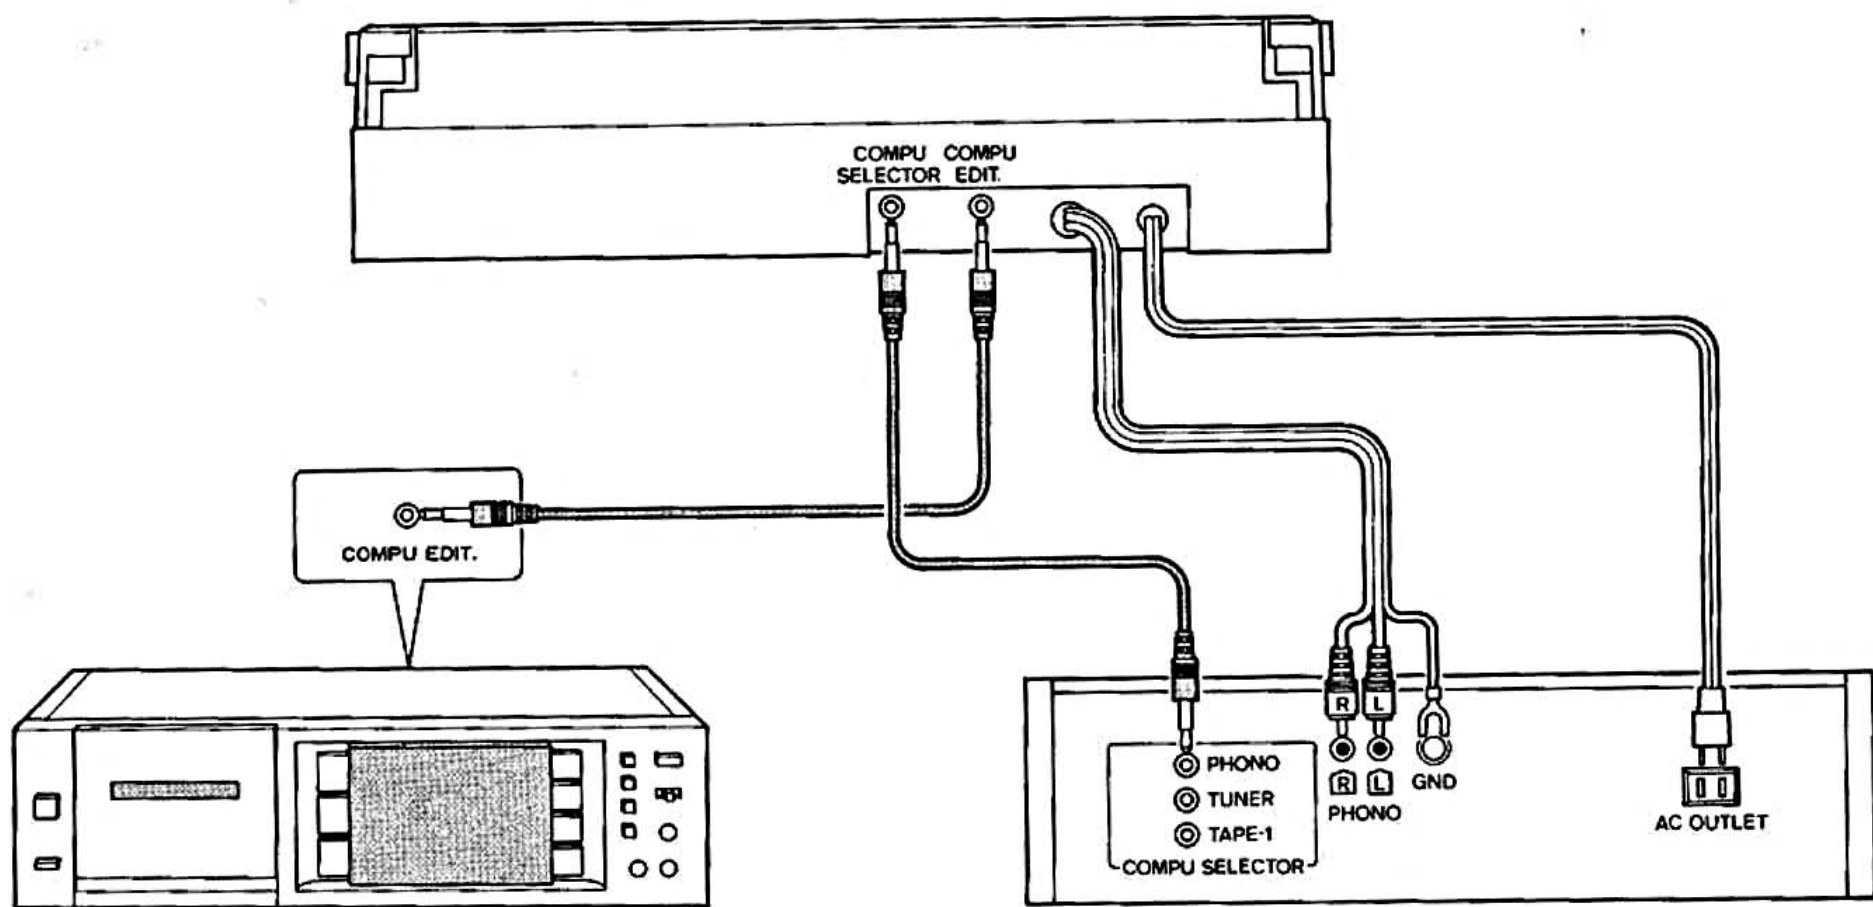 COMPU COMPU
SELECTOR EDIT.
COMPU EDIT.
R L
PHONO
TUNER
TAPE-1
COMPU SELECTOR
R L
PHONO
GND
AC OUTLET